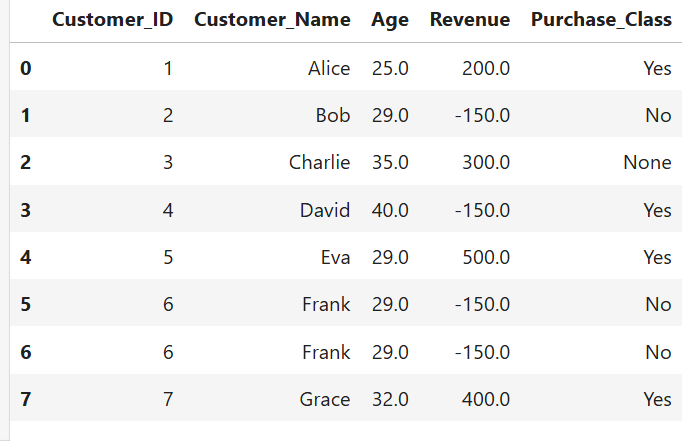 Customer_ID Customer_Name Age Revenue Purchase_Class
0 1 Alice 25.0 200.0 Yes
1 2 Bob 29.0 -150.0 No
2 3 Charlie 35.0 300.0 None
3 4 David 40.0 -150.0 Yes
4 5 Eva 29.0 500.0 Yes
5 6 Frank 29.0 -150.0 No
6 6 Frank 29.0 -150.0 No
7 7 Grace 32.0 400.0 Yes